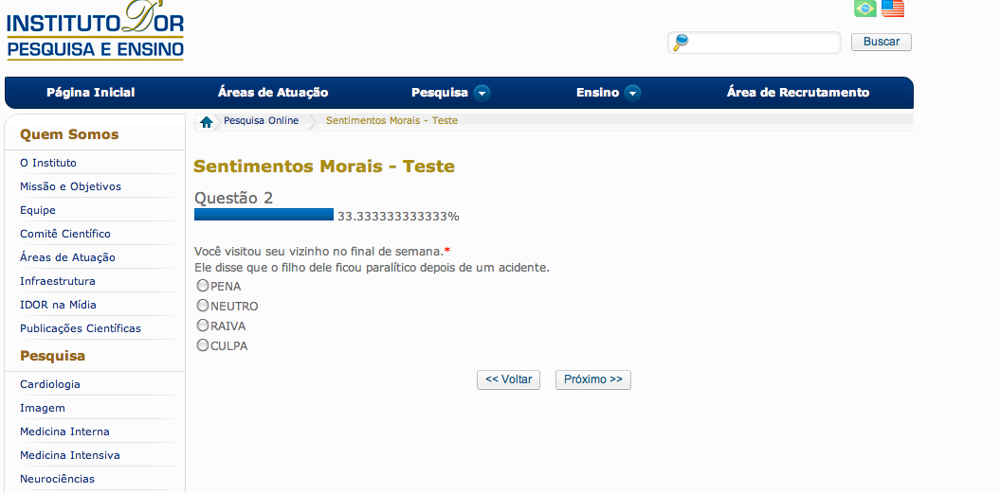 INSTITUTO D'OR
PESQUISA E ENSINO
Buscar
Página Inicial
Áreas de Atuação
Pesquisa
Ensino
Área de Recrutamento
Quem Somos
O Instituto
Missão e Objetivos
Equipe
Comitê Científico
Áreas de Atuação
Infraestrutura
IDOR na Mídia
Publicações Científicas
Pesquisa
Cardiologia
Imagem
Medicina Interna
Medicina Intensiva
Neurociências
Pesquisa Online
Sentimentos Morais - Teste
Sentimentos Morais - Teste
Questão 2
33.333333333333%
Você visitou seu vizinho no final de semana.*
Ele disse que o filho dele ficou paralítico depois de um acidente.
PENA
NEUTRO
RAIVA
CULPA
<< Voltar
Próximo >>